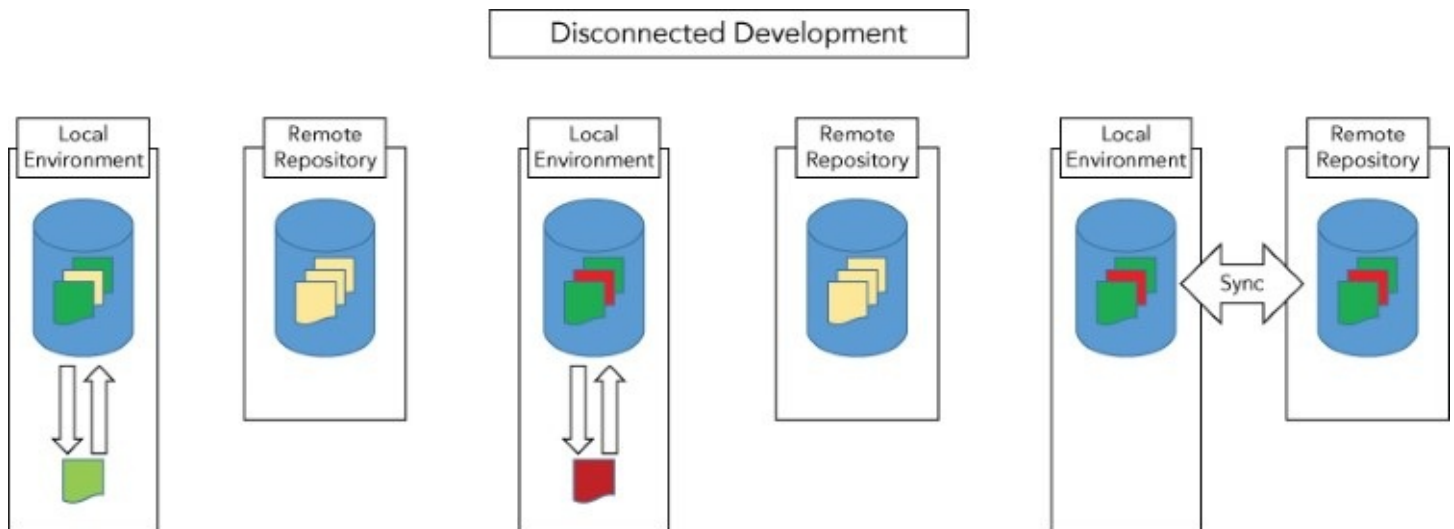 Disconnected Development
Local
Environment
Remote
Repository
Local
Environment
Remote
Repository
Local
Environment
Remote
Repository
Sync